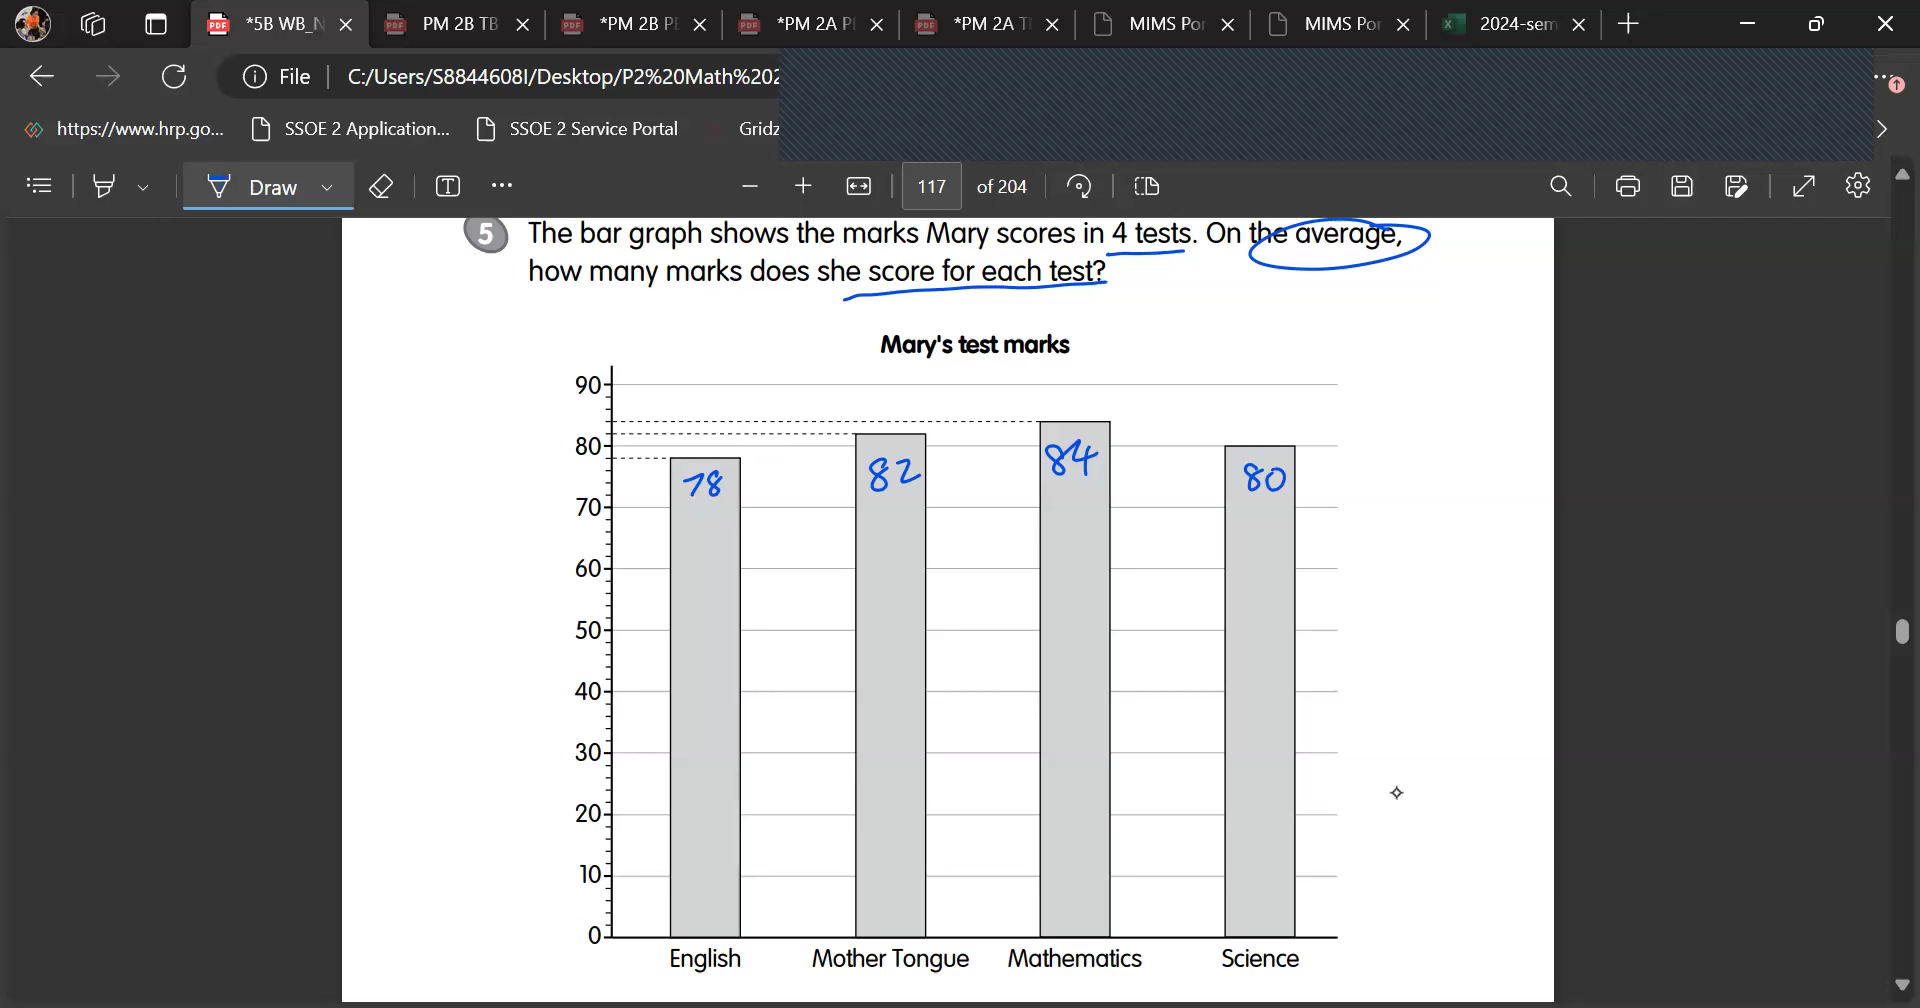 *5B WB_N
PM 2B TB
*PM 2B P
*PM 2A P
*PM 2A T
MIMS Por
MIMS Por
2024-sem
File
C:/Users/S8844608I/Desktop/P2%20Math%202
https://www.hrp.go...
SSOE 2 Application...
SSOE 2 Service Portal
Gridz
Draw
117
of 204
5
The bar graph shows the marks Mary scores in 4 tests. On the average,
how many marks does she score for each test?
Mary's test marks
90
80
70
60
50
40
30
20
10
0
78
82
84
80
English
Mother Tongue
Mathematics
Science